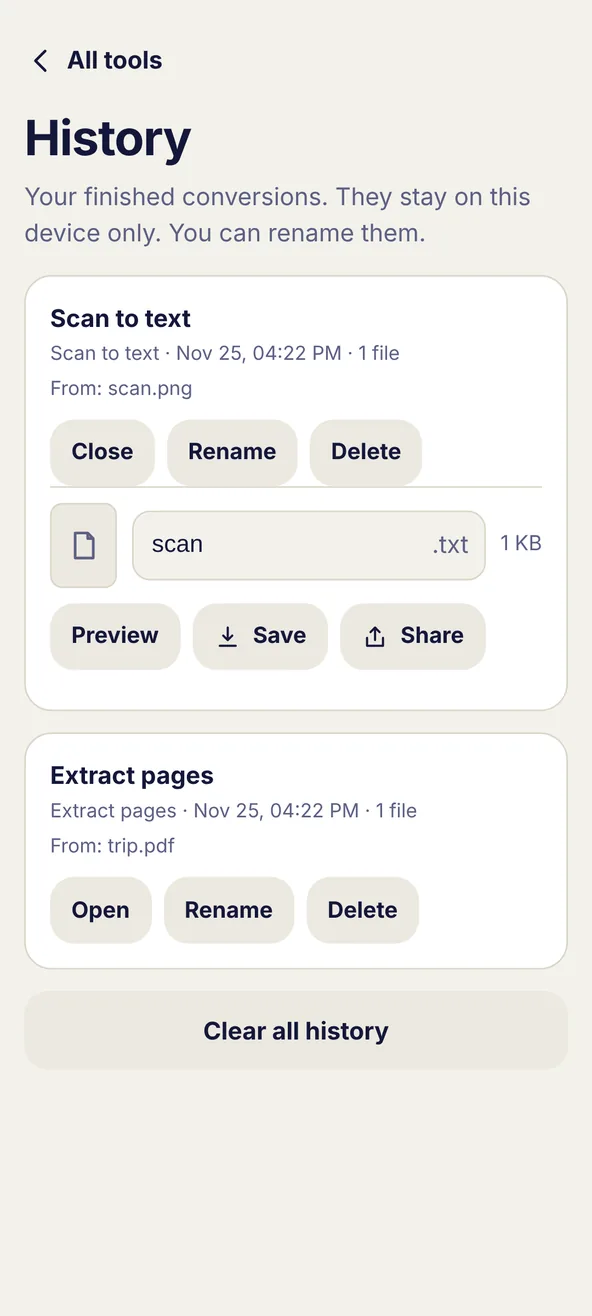 All tools
History
Your finished conversions. They stay on this
device only. You can rename them.
Scan to text
Scan to text · Nov 25, 04:22 PM · 1 file
From: scan.png
Close Rename Delete
scan .txt 1 KB
Preview Save Share
Extract pages
Extract pages · Nov 25, 04:22 PM · 1 file
From: trip.pdf
Open Rename Delete
Clear all history